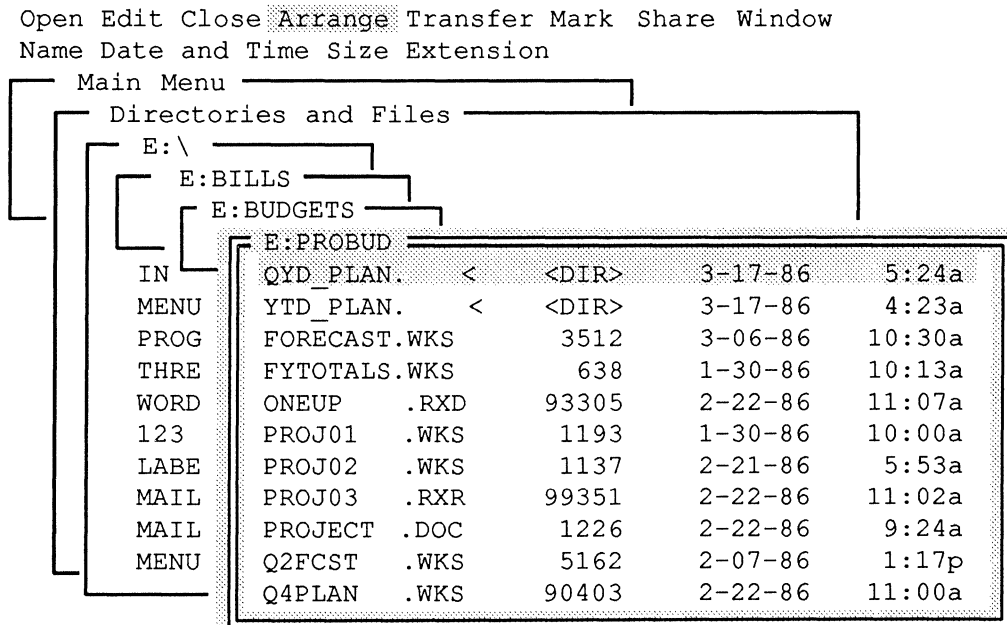 Open Edit Close Arrange Transfer Mark Share Window
Name Date and Time Size Extension
Main Menu
Directories and Files
E:\
E:BILLS
E:BUDGETS
E:PROBUD
IN QYD_PLAN. < <DIR> 3-17-86 5:24a
MENU YTD_PLAN. < <DIR> 3-17-86 4:23a
PROG FORECAST.WKS 3512 3-06-86 10:30a
THRE FYTOTALS.WKS 638 1-30-86 10:13a
WORD ONEUP .RXD 93305 2-22-86 11:07a
123 PROJ01 .WKS 1193 1-30-86 10:00a
LABE PROJ02 .WKS 1137 2-21-86 5:53a
MAIL PROJ03 .RXR 99351 2-22-86 11:02a
MAIL PROJECT .DOC 1226 2-22-86 9:24a
MENU Q2FCST .WKS 5162 2-07-86 1:17p
Q4PLAN .WKS 90403 2-22-86 11:00a